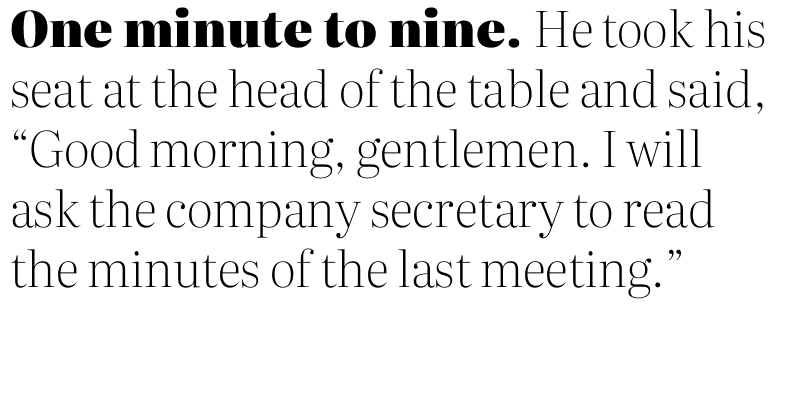 One minute to nine. He took his
seat at the head of the table and said,
“Good morning, gentlemen. I will
ask the company secretary to read
the minutes of the last meeting.”